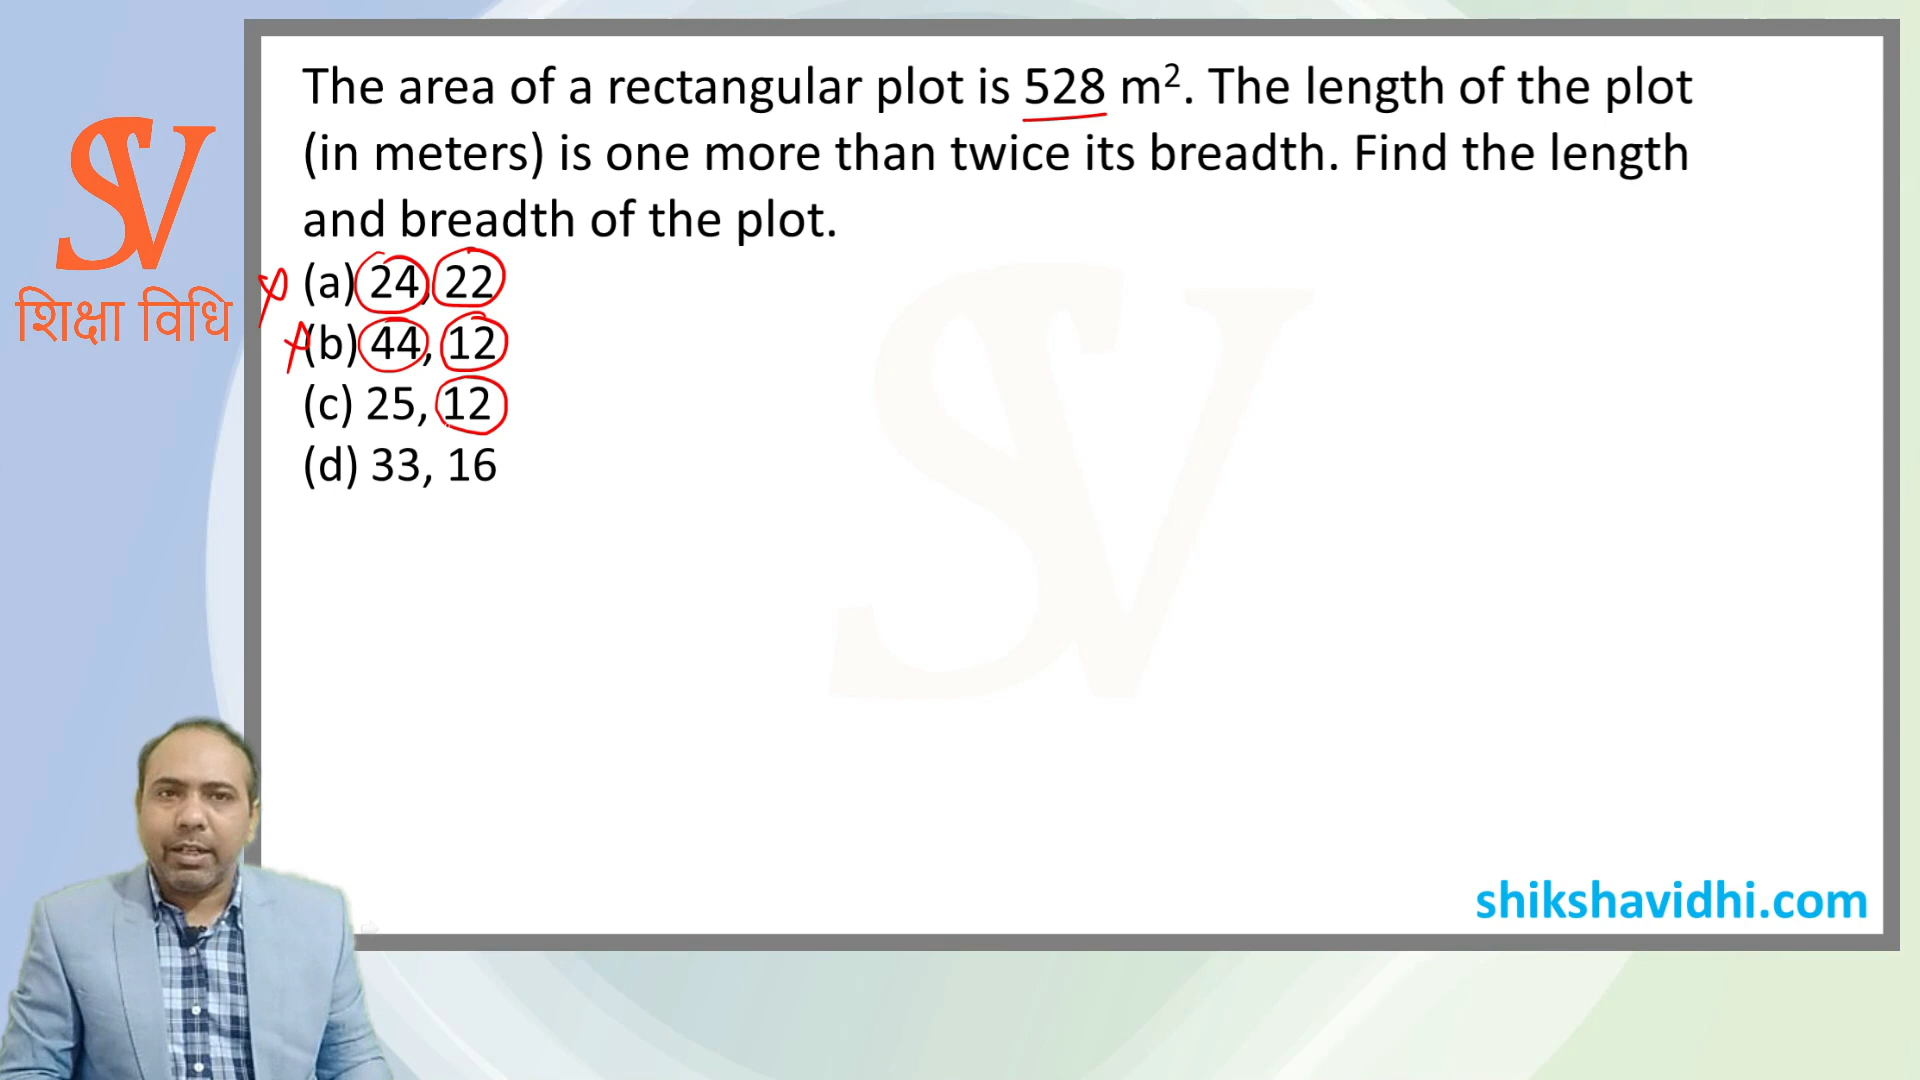 The area of a rectangular plot is 528 m². The length of the plot
(in meters) is one more than twice its breadth. Find the length
and breadth of the plot.
(a) 24, 22
(b) 44, 12
(c) 25, 12
(d) 33, 16
SV
शिक्षा विधि
SV
shikshavidhi.com